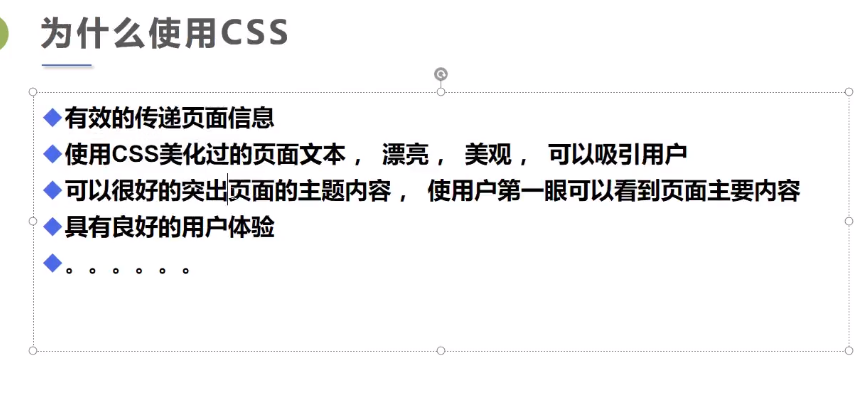 为什么使用CSS
◆有效的传递页面信息
◆使用CSS美化过的页面文本， 漂亮， 美观， 可以吸引用户
◆可以很好的突出页面的主题内容， 使用户第一眼可以看到页面主要内容
◆具有良好的用户体验
◆。。。。。。